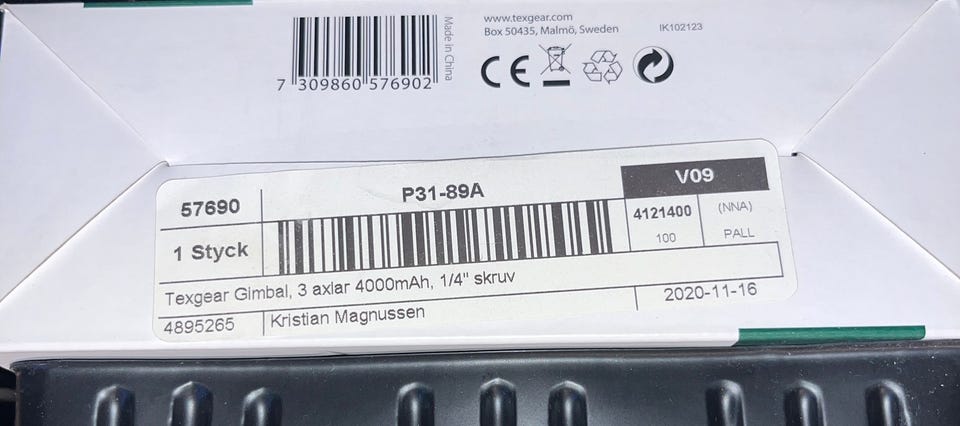 Made in China
7 309860 576902
www.texgear.com
Box 50435, Malmö, Sweden
IK102123
CE
57690
P31-89A
V09
1 Styck
4121400
(NNA)
100
PALL
Texgear Gimbal, 3 axlar 4000mAh, 1/4" skruv
4895265
Kristian Magnussen
2020-11-16